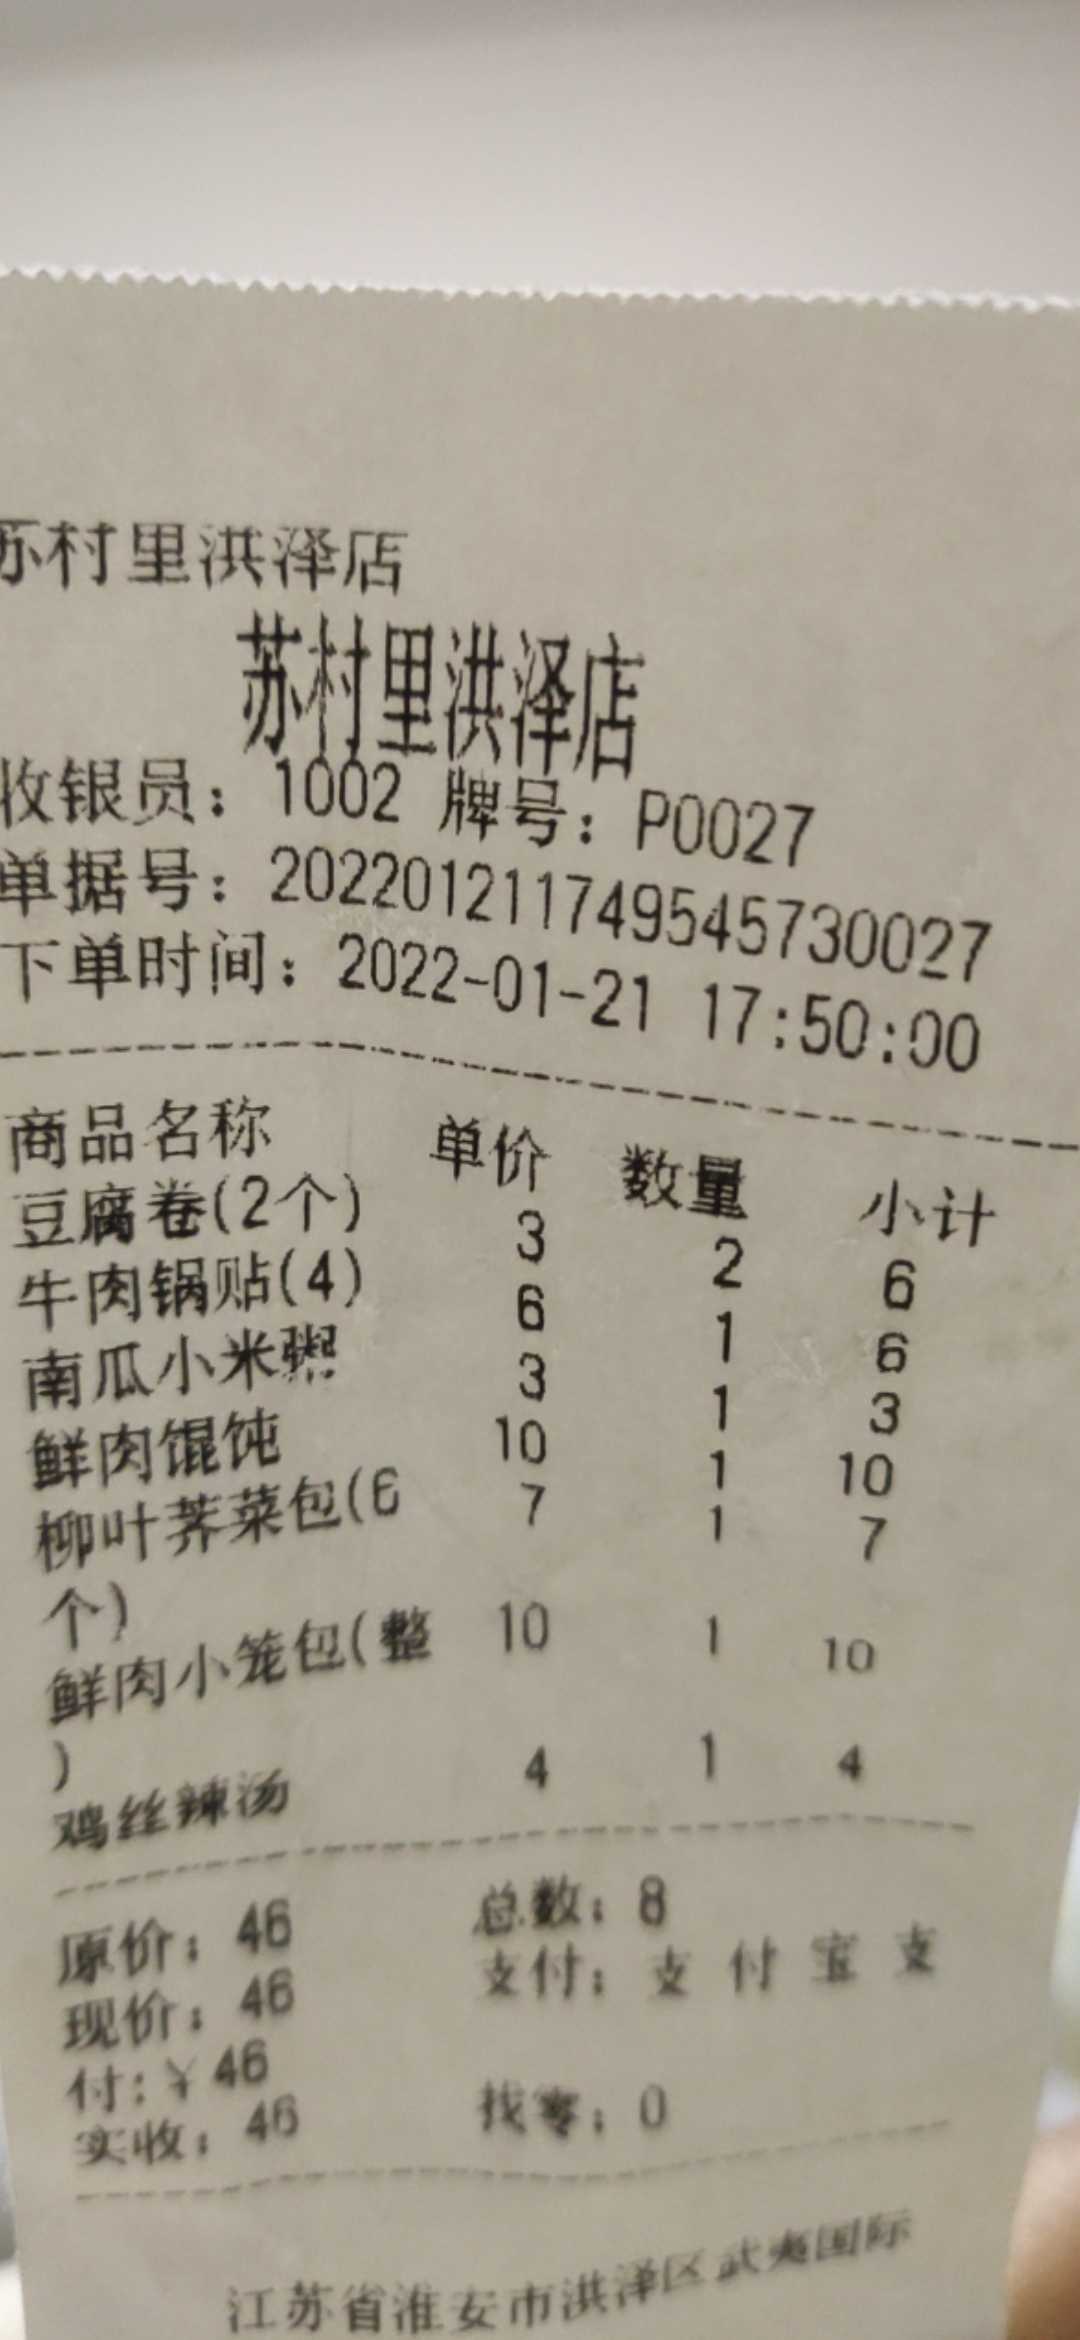 苏村里洪泽店
苏村里洪泽店
收银员：1002 牌号：P0027
单据号：202201211749545730027
下单时间：2022-01-21 17:50:00
商品名称 单价 数量 小计
豆腐卷(2个) 3 2 6
牛肉锅贴(4) 6 1 6
南瓜小米粥 3 1 3
鲜肉馄饨 10 1 10
柳叶荠菜包(6 7 1 7
个)
鲜肉小笼包(整 10 1 10
)
鸡丝辣汤 4 1 4
原价：46 总数：8
现价：46 支付：支付宝支
付:￥46
实收：46 找零：0
江苏省淮安市洪泽区武夷国际